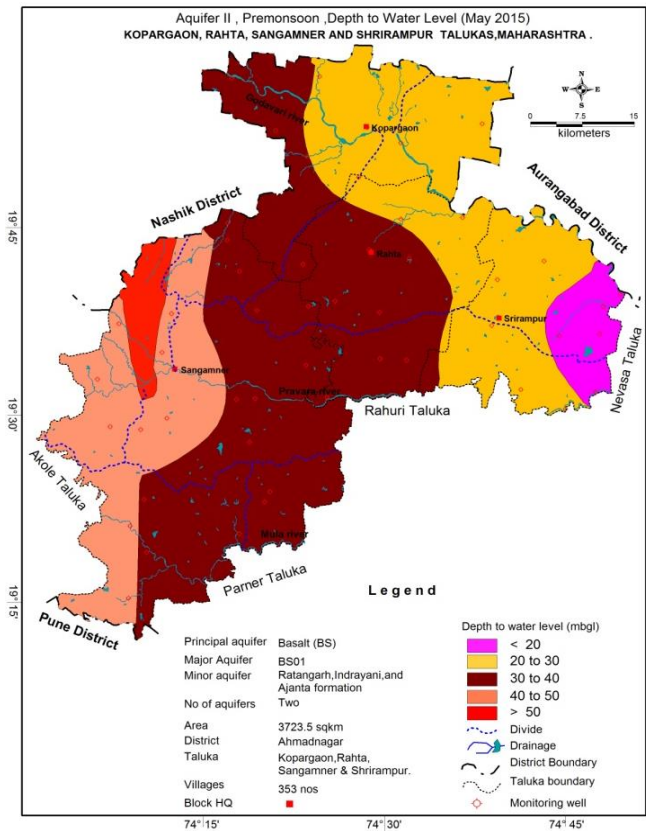 Aquifer II , Premonsoon ,Depth to Water Level (May 2015)
KOPARGAON, RAHTA, SANGAMNER AND SHRIRAMPUR TALUKAS,MAHARASHTRA .
N
W E
S
0 7.5 15
kilometers
Godavari river
Kopargaon
Nashik District
Aurangabad District
19°45'
Rahta
Srirampur
Sangamner
Nevasa Taluka
Pravara river
Rahuri Taluka
19°30'
Akole Taluka
Mula river
Parner Taluka
19°15'
Pune District
Legend
Principal aquifer Basalt (BS)
Major Aquifer BS01
Minor aquifer Ratangarh,Indrayani,and
Ajanta formation
No of aquifers Two
Area 3723.5 sqkm
District Ahmadnagar
Taluka Kopargaon,Rahta,
Sangamner & Shrirampur.
Villages 353 nos
Block HQ
Depth to water level (mbgl)
< 20
20 to 30
30 to 40
40 to 50
> 50
Divide
Drainage
District Boundary
Taluka boundary
Monitoring well
74°15' 74°30' 74°45'